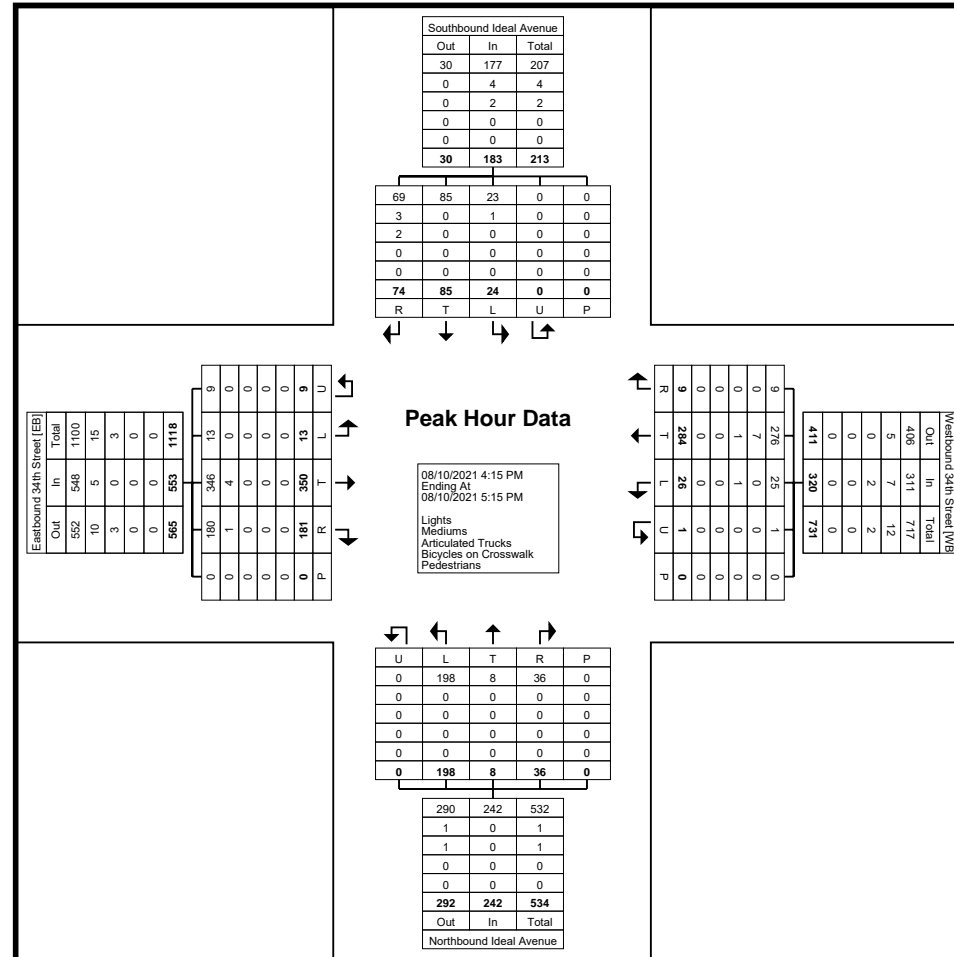 Southbound Ideal Avenue
Out In Total
30 177 207
0 4 4
0 2 2
0 0 0
0 0 0
30 183 213
69 85 23 0 0
3 0 1 0 0
2 0 0 0 0
0 0 0 0 0
0 0 0 0 0
74 85 24 0 0
R T L U P
Eastbound 34th Street [EB]
Total In Out
1100 548 552
15 5 10
3 0 3
0 0 0
0 0 0
1118 553 565
9 13 346 180 0
0 0 4 1 0
0 0 0 0 0
0 0 0 0 0
0 0 0 0 0
9 13 350 181 0
U L T R P
Peak Hour Data
08/10/2021 4:15 PM
Ending At
08/10/2021 5:15 PM
Lights
Mediums
Articulated Trucks
Bicycles on Crosswalk
Pedestrians
R T L U P
9 284 26 1 0
0 0 0 0 0
0 0 0 0 0
0 1 1 0 0
0 7 0 0 0
9 276 25 1 0
Westbound 34th Street [WB]
Out In Total
406 311 717
5 7 12
0 2 2
0 0 0
0 0 0
411 320 731
U L T R P
0 198 8 36 0
0 0 0 0 0
0 0 0 0 0
0 0 0 0 0
0 0 0 0 0
0 198 8 36 0
290 242 532
1 0 1
1 0 1
0 0 0
0 0 0
292 242 534
Out In Total
Northbound Ideal Avenue